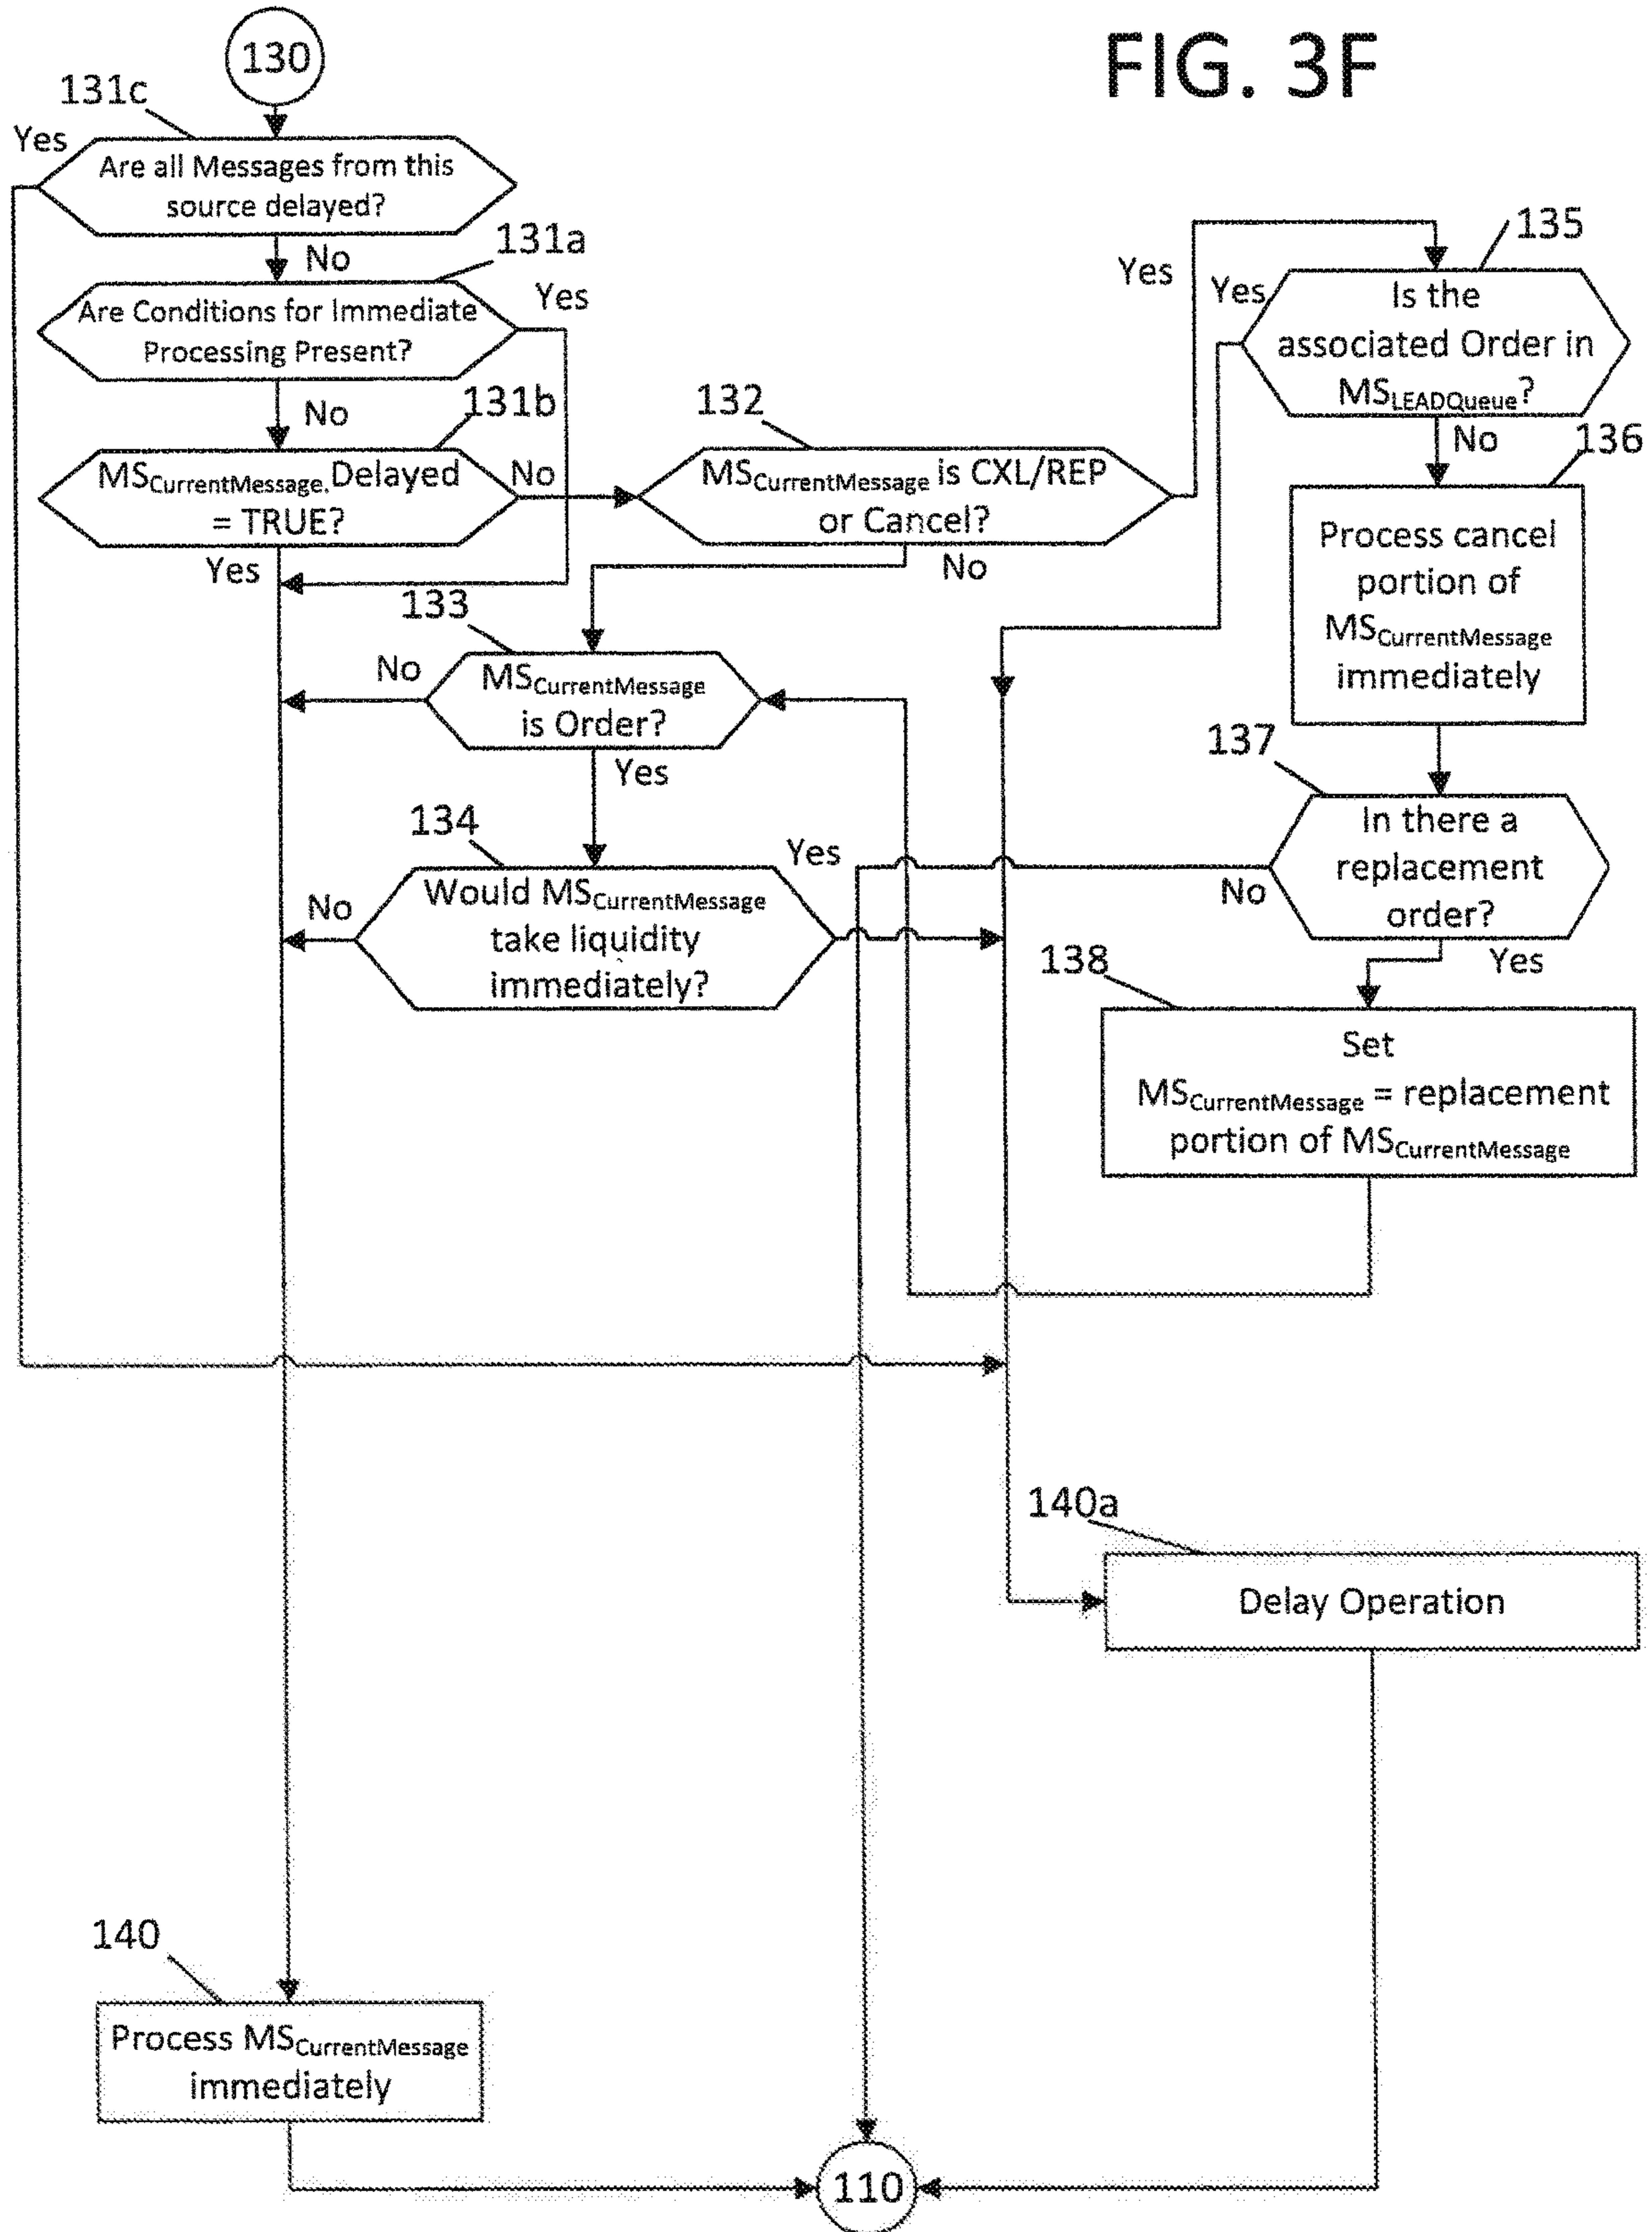 FIG. 3F
130
131c
Yes
Are all Messages from this
source delayed?
No
131a
Are Conditions for Immediate
Processing Present?
Yes
No
131b
MSCurrentMessage.Delayed
= TRUE?
No
Yes
132
MSCurrentMessage is CXL/REP
or Cancel?
Yes
No
133
MSCurrentMessage
is Order?
No
Yes
134
Would MSCurrentMessage
take liquidity
immediately?
No
Yes
135
Is the
associated Order in
MSLEADQueue?
Yes
No
136
Process cancel
portion of
MSCurrentMessage
immediately
137
In there a
replacement
order?
No
Yes
138
Set
MSCurrentMessage = replacement
portion of MSCurrentMessage
140a
Delay Operation
140
Process MSCurrentMessage
immediately
110